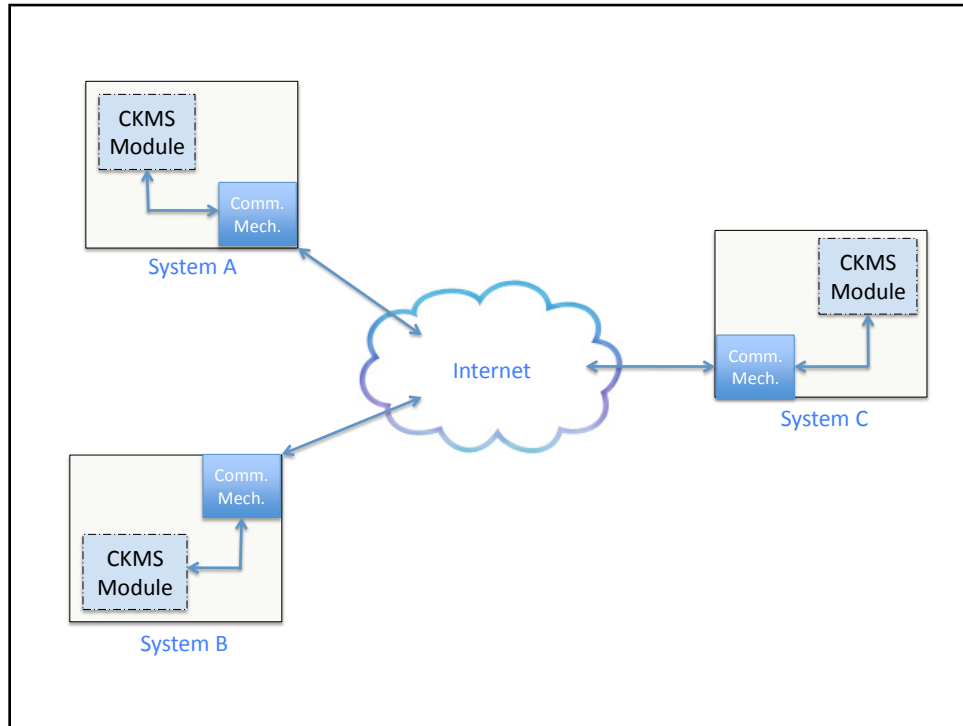 CKMS
Module
Comm.
Mech.
System A
CKMS
Module
Comm.
Mech.
System C
Internet
Comm.
Mech.
CKMS
Module
System B